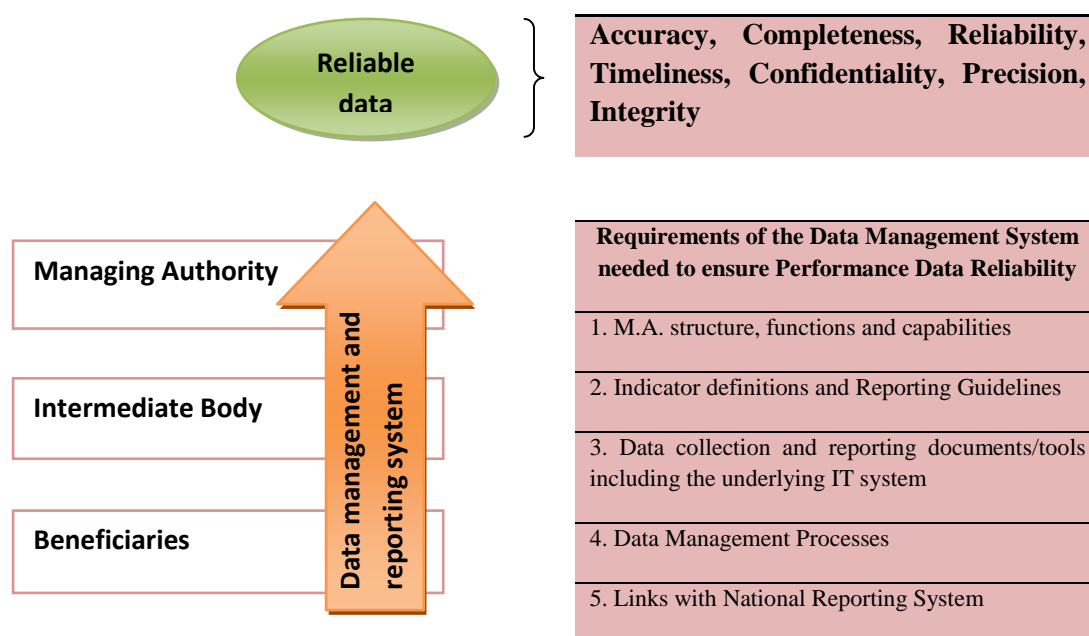 Reliable
data
Accuracy, Completeness, Reliability,
Timeliness, Confidentiality, Precision,
Integrity
Managing Authority
Intermediate Body
Beneficiaries
Data management and
reporting system
Requirements of the Data Management System
needed to ensure Performance Data Reliability
1. M.A. structure, functions and capabilities
2. Indicator definitions and Reporting Guidelines
3. Data collection and reporting documents/tools
including the underlying IT system
4. Data Management Processes
5. Links with National Reporting System